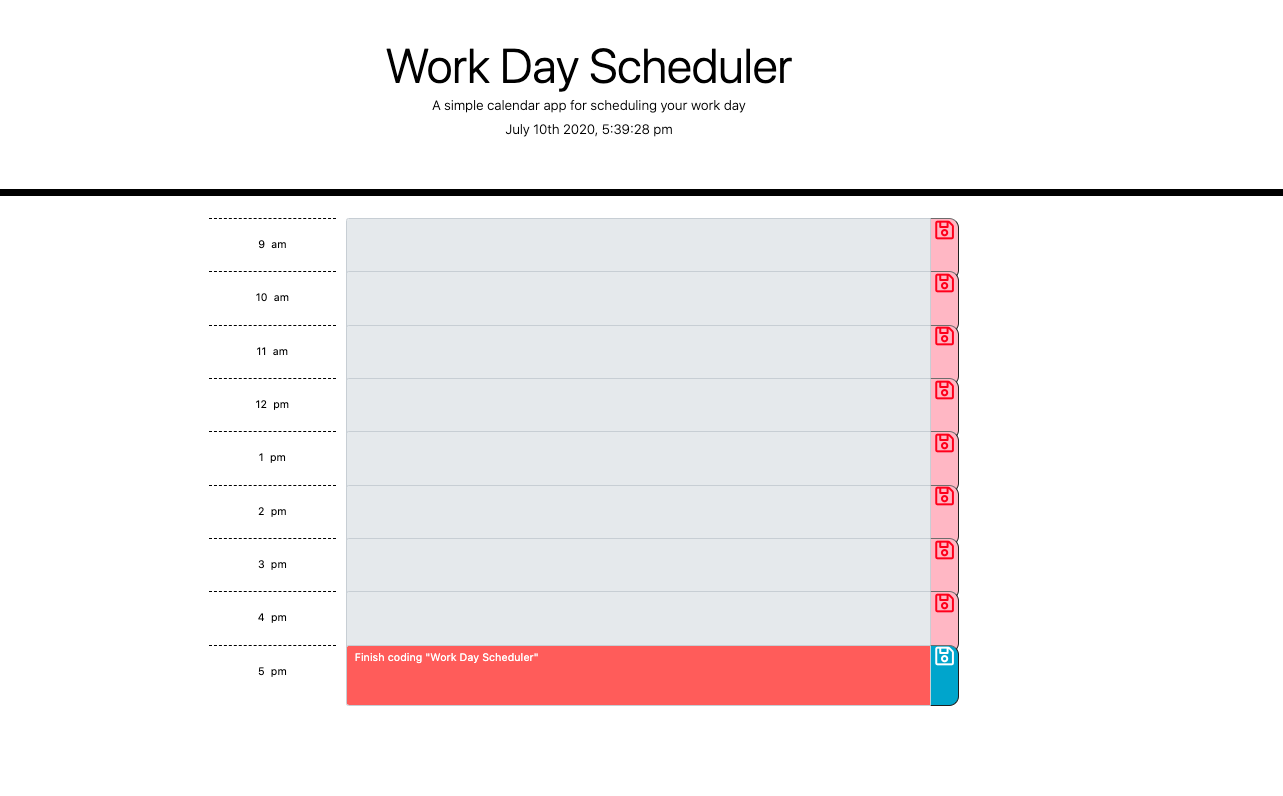 Work Day Scheduler
A simple calendar app for scheduling your work day
July 10th 2020, 5:39:28 pm
9 am
10 am
11 am
12 pm
1 pm
2 pm
3 pm
4 pm
5 pm Finish coding "Work Day Scheduler"